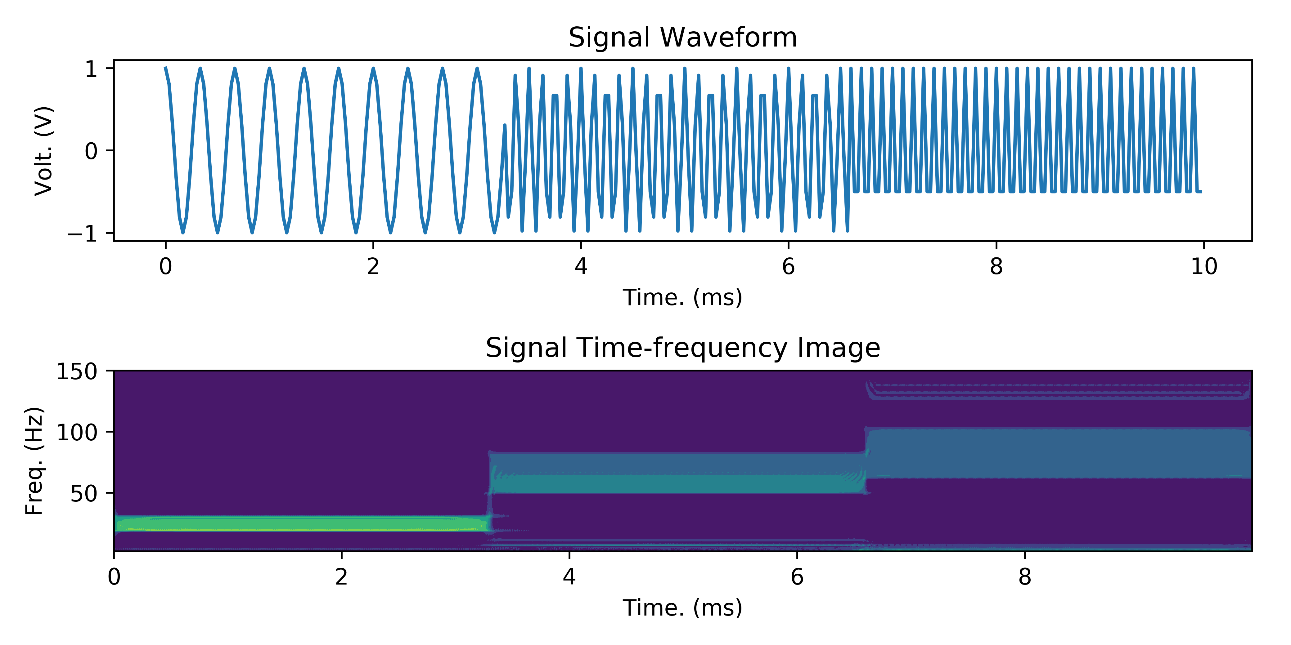 Signal Waveform
Volt. (V)
1
0
−1
0 2 4 6 8 10
Time. (ms)
Signal Time-frequency Image
Freq. (Hz)
150
100
50
0 2 4 6 8
Time. (ms)